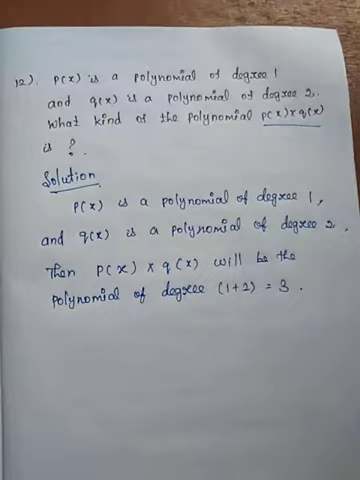 12). P(x) is a polynomial of degree 1
and q(x) is a polynomial of degree 2.
What kind of the polynomial p(x)×q(x)
is ?.
Solution
P(x) is a polynomial of degree 1,
and q(x) is a polynomial of degree 2,
Then P(x) × q(x) will be the
polynomial of degree (1+2) = 3.